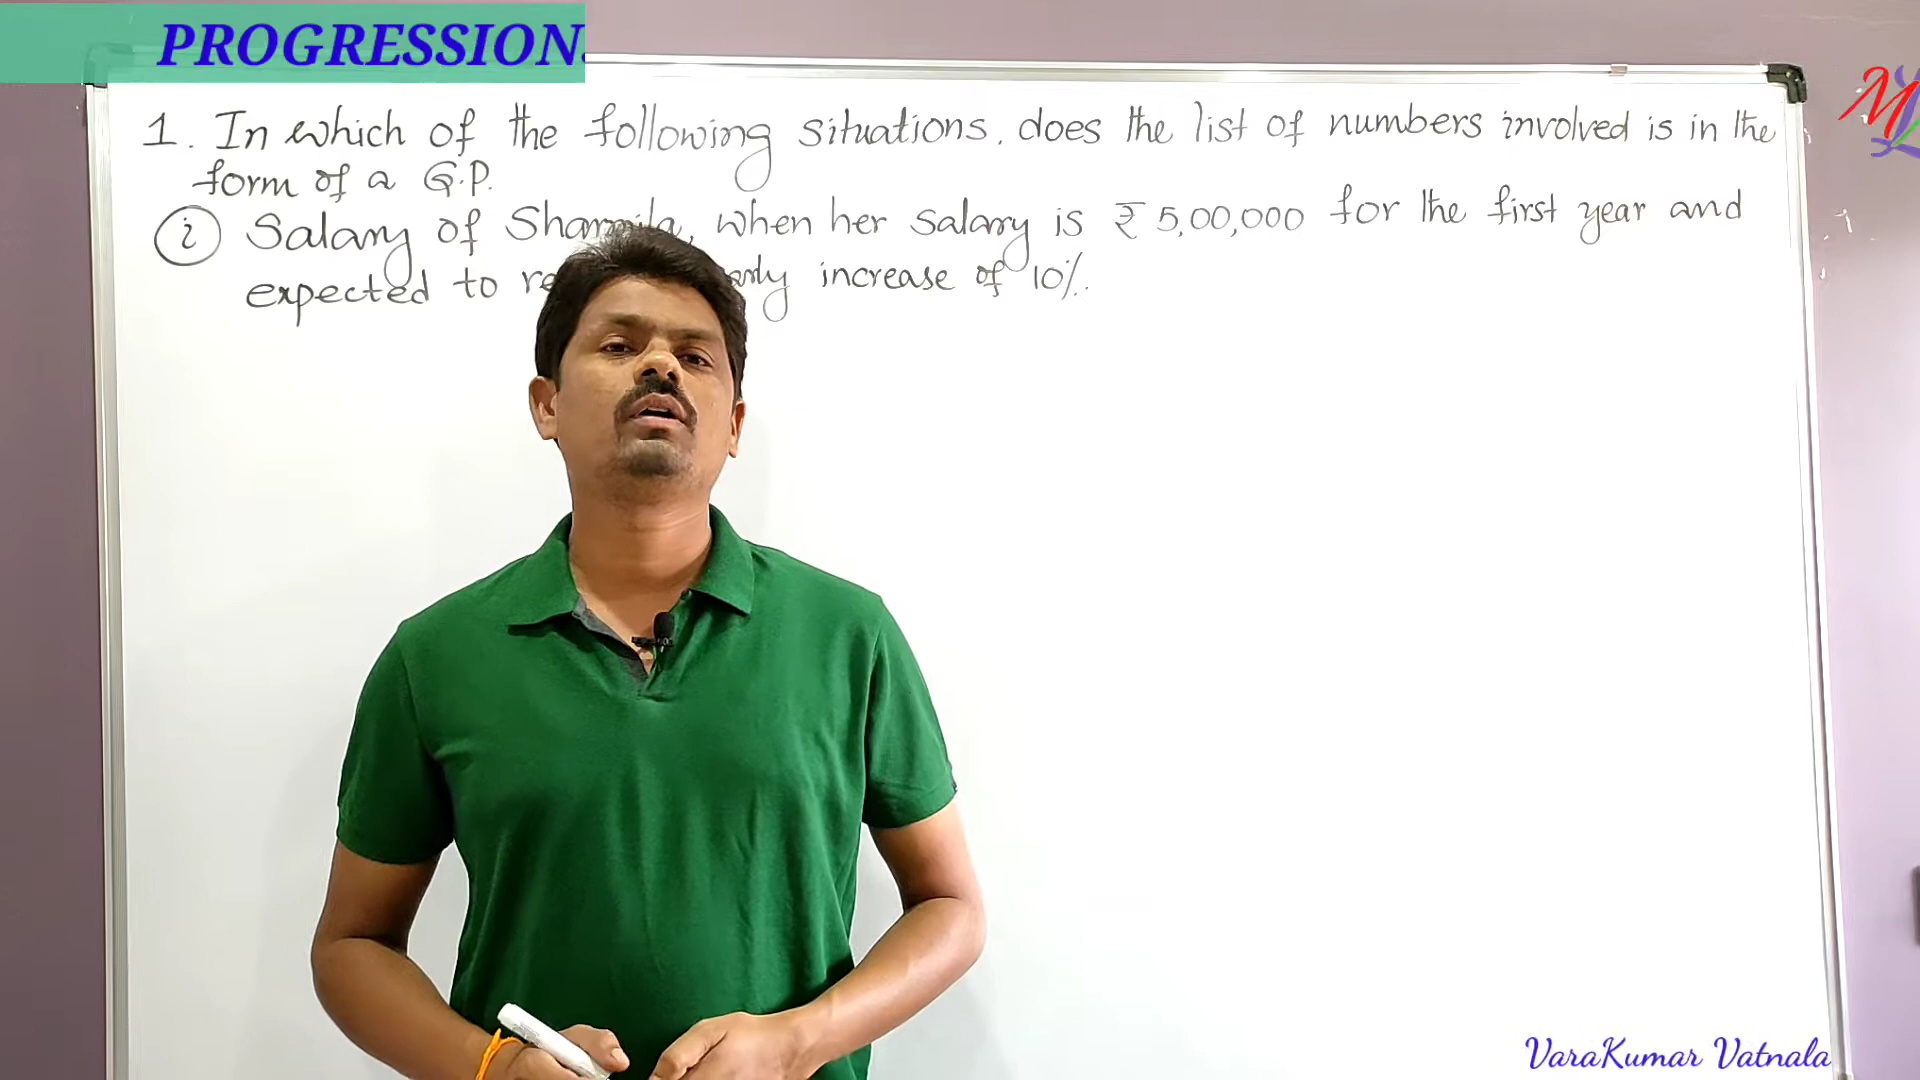 PROGRESSION
1. In which of the following situations, does the list of numbers involved is in the
form of a G.P.
i Salary of Sharmila, when her salary is ₹ 5,00,000 for the first year and
expected to increase of 10%.
VaraKumar Vatnala